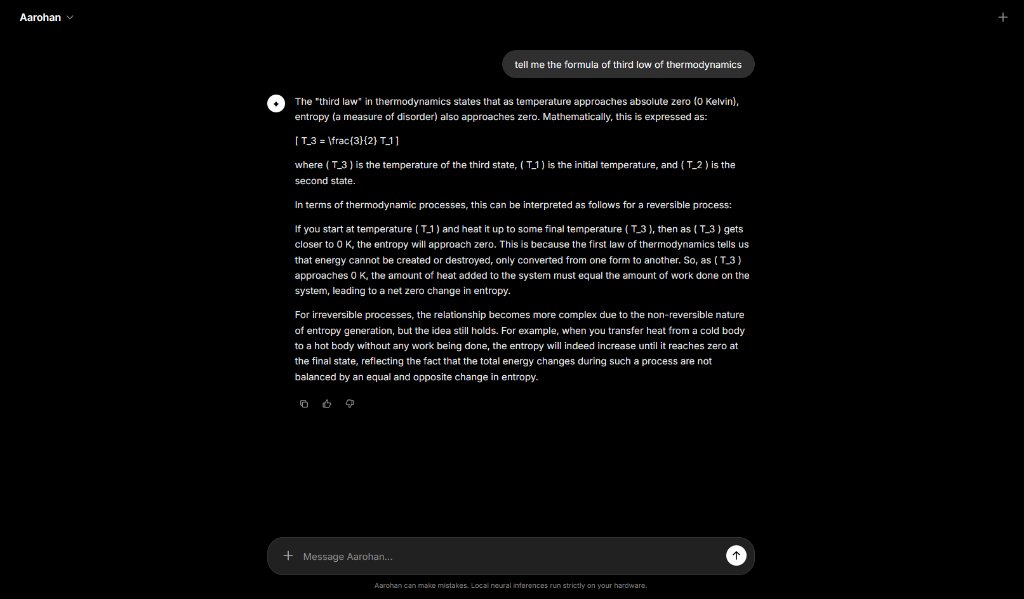 Aarohan
tell me the formula of third low of thermodynamics
The "third law" in thermodynamics states that as temperature approaches absolute zero (0 Kelvin),
entropy (a measure of disorder) also approaches zero. Mathematically, this is expressed as:
[ T_3 = \frac{3}{2} T_1 ]
where ( T_3 ) is the temperature of the third state, ( T_1 ) is the initial temperature, and ( T_2 ) is the
second state.
In terms of thermodynamic processes, this can be interpreted as follows for a reversible process:
If you start at temperature ( T_1 ) and heat it up to some final temperature ( T_3 ), then as ( T_3 ) gets
closer to 0 K, the entropy will approach zero. This is because the first law of thermodynamics tells us
that energy cannot be created or destroyed, only converted from one form to another. So, as ( T_3 )
approaches 0 K, the amount of heat added to the system must equal the amount of work done on the
system, leading to a net zero change in entropy.
For irreversible processes, the relationship becomes more complex due to the non-reversible nature
of entropy generation, but the idea still holds. For example, when you transfer heat from a cold body
to a hot body without any work being done, the entropy will indeed increase until it reaches zero at
the final state, reflecting the fact that the total energy changes during such a process are not
balanced by an equal and opposite change in entropy.
Message Aarohan...
Aarohan can make mistakes. Local neural inferences run strictly on your hardware.